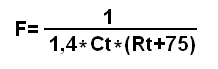 F= 1
1,4*Ct*(Rt+75)